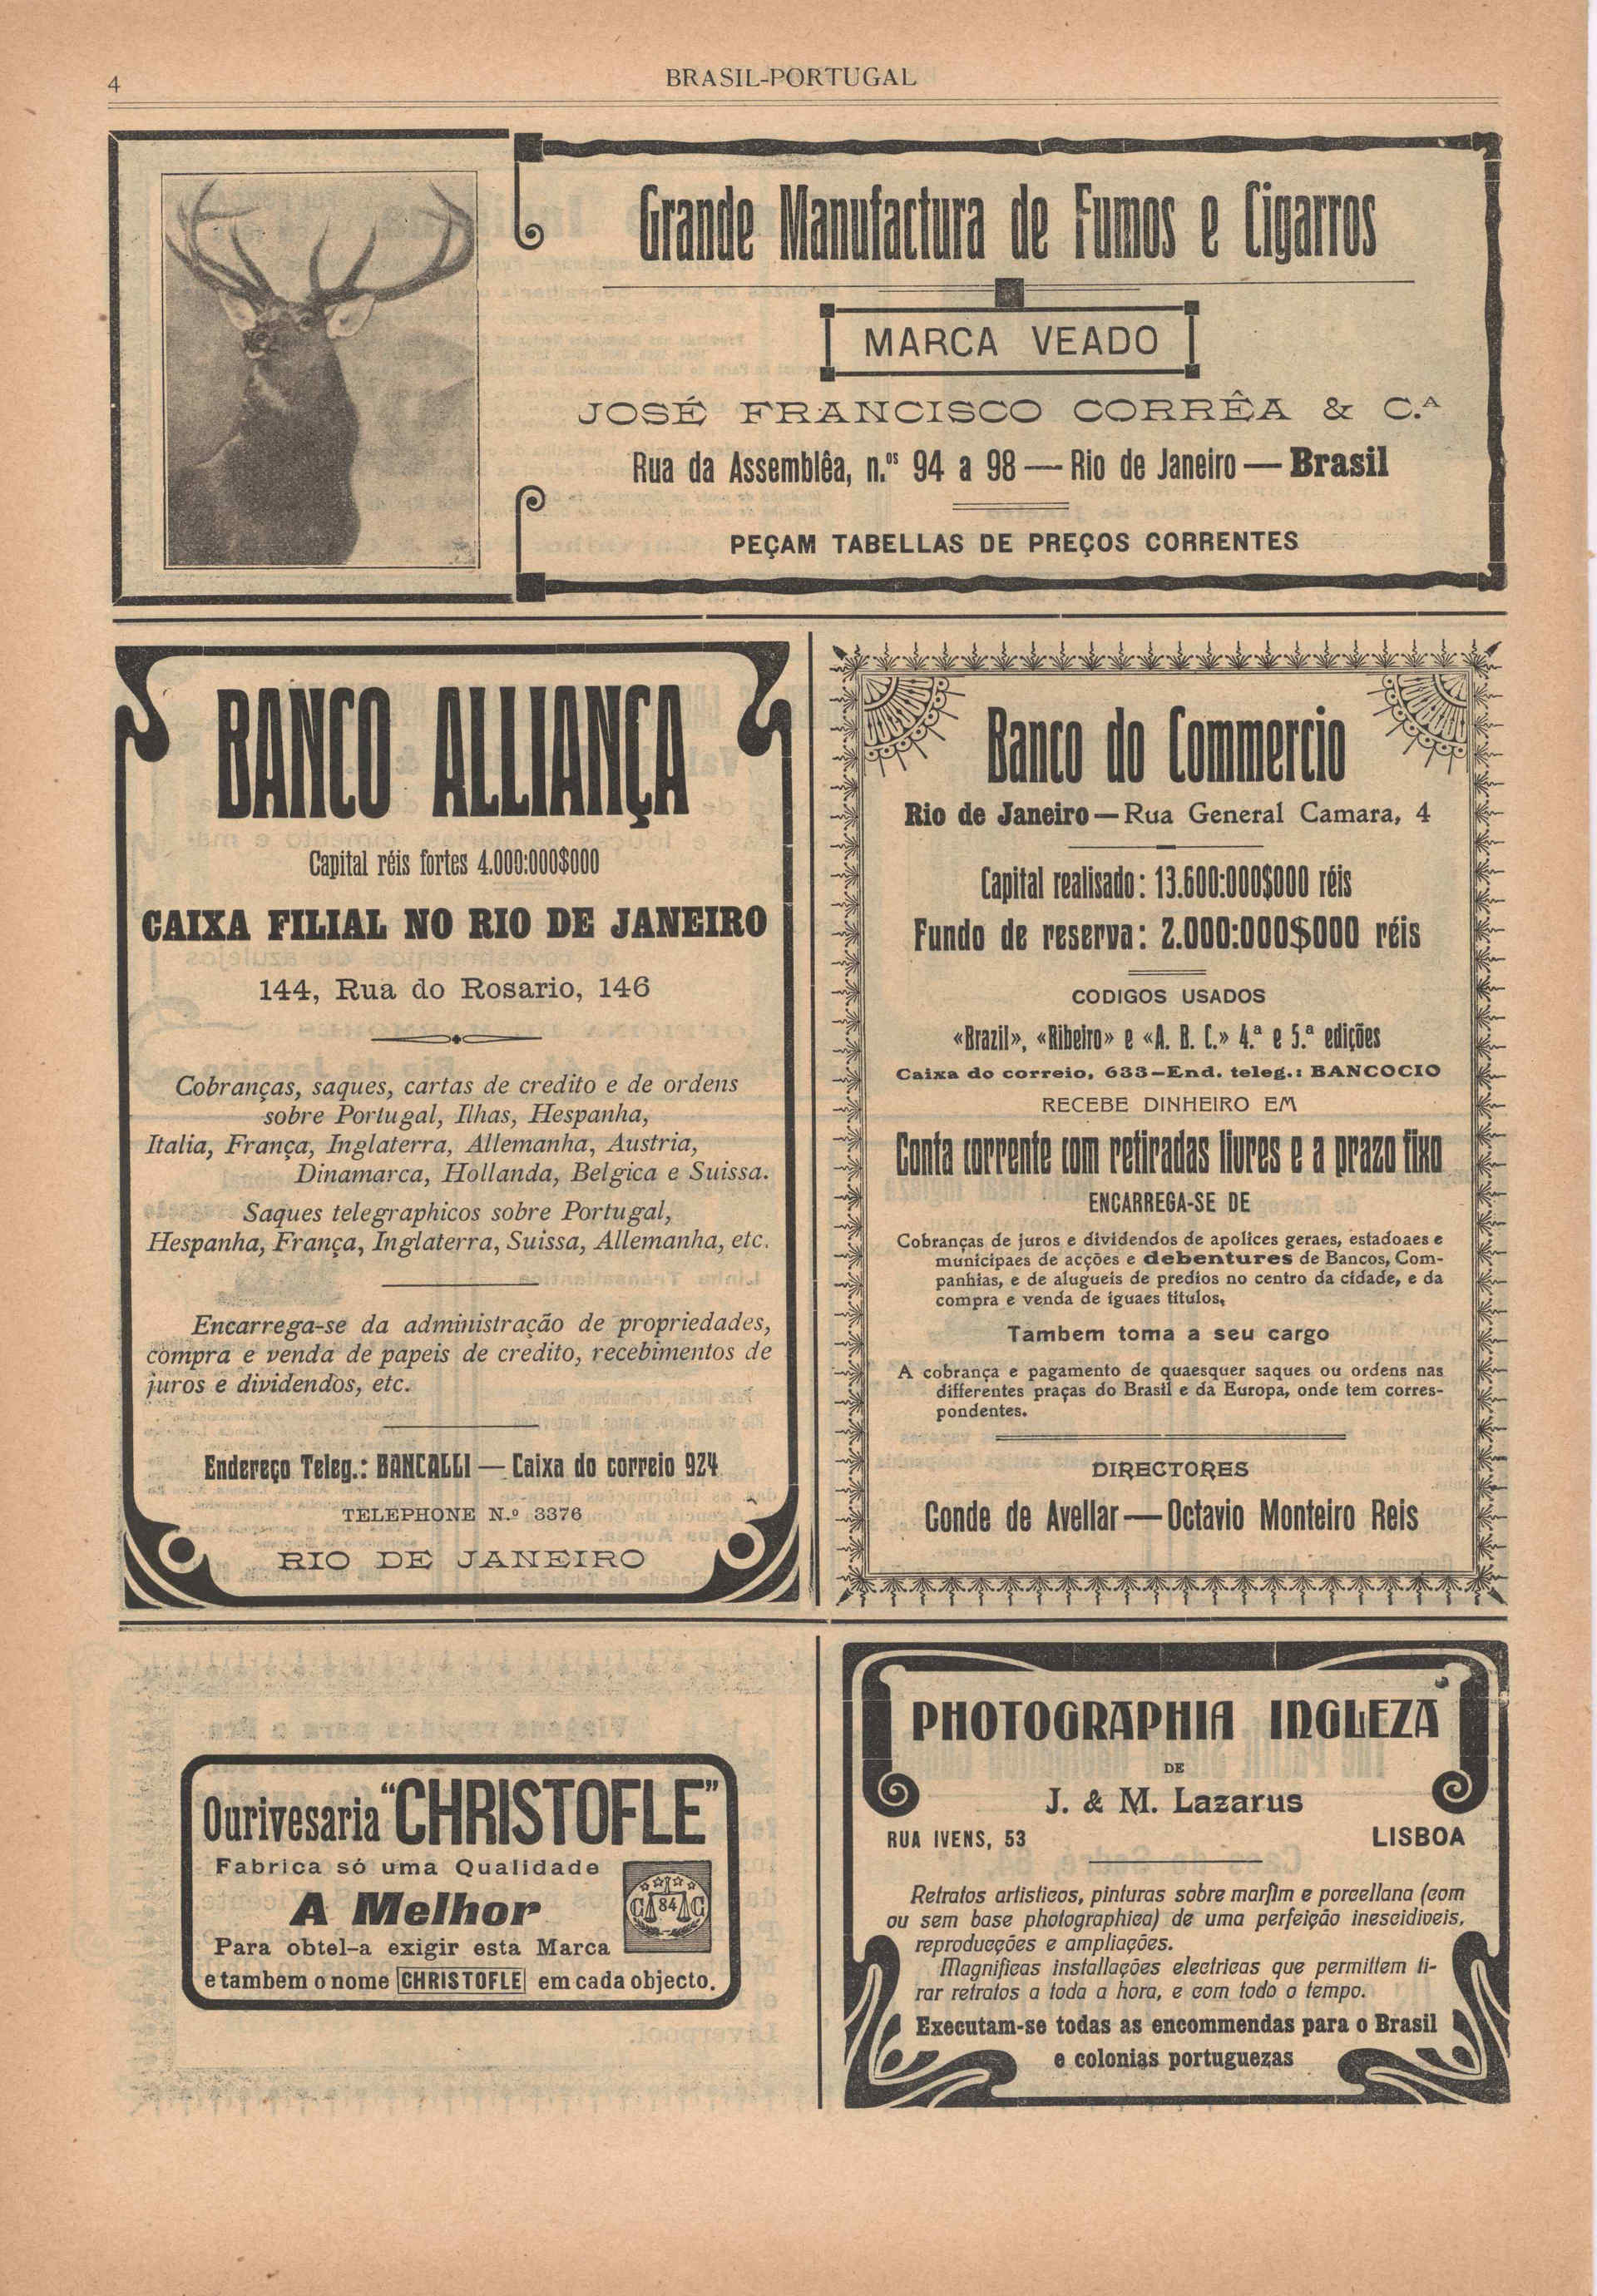 4
BRASIL-PORTUGAL
Grande Manufactura de Fumos e Cigarros
MARCA VEADO
JOSÉ FRANCISCO CORRÊA & C.ᴬ
Rua da Assemblêa, n.ᵒˢ 94 a 98 — Rio de Janeiro — Brasil
PEÇAM TABELLAS DE PREÇOS CORRENTES
BANCO ALLIANÇA
Capital réis fortes 4.000:000$000
CAIXA FILIAL NO RIO DE JANEIRO
144, Rua do Rosario, 146
Cobranças, saques, cartas de credito e de ordens
sobre Portugal, Ilhas, Hespanha,
Italia, França, Inglaterra, Allemanha, Austria,
Dinamarca, Hollanda, Belgica e Suissa.
Saques telegraphicos sobre Portugal,
Hespanha, França, Inglaterra, Suissa, Allemanha, etc.
Encarrega-se da administração de propriedades,
compra e venda de papeis de credito, recebimentos de
juros e dividendos, etc.
Endereço Teleg.: BANCALLI — Caixa do correio 924
TELEPHONE N.º 3376
RIO DE JANEIRO
Banco do Commercio
Rio de Janeiro — Rua General Camara, 4
Capital realisado: 13.600:000$000 réis
Fundo de reserva: 2.000:000$000 réis
CODIGOS USADOS
«Brazil», «Ribeiro» e «A. B. C.» 4.ª e 5.ª edições
Caixa do correio, 633—End. teleg.: BANCOCIO
RECEBE DINHEIRO EM
Conta corrente com retiradas livres e a prazo fixo
ENCARREGA-SE DE
Cobranças de juros e dividendos de apolices geraes, estadoaes e
municipaes de acções e debentures de Bancos, Com-
panhias, e de alugueis de predios no centro da cidade, e da
compra e venda de iguaes titulos,
Tambem toma a seu cargo
A cobrança e pagamento de quaesquer saques ou ordens nas
differentes praças do Brasil e da Europa, onde tem corres-
pondentes.
DIRECTORES
Conde de Avellar — Octavio Monteiro Reis
Ourivesaria "CHRISTOFLE"
Fabrica só uma Qualidade
A Melhor
C 84 C
Para obtel-a exigir esta Marca
e tambem o nome CHRISTOFLE em cada objecto.
PHOTOGRAPHIA INGLEZA
DE
J. & M. Lazarus
RUA IVENS, 53 LISBOA
Retratos artisticos, pinturas sobre marfim e porcellana (com
ou sem base photographica) de uma perfeição inescidiveis,
reproducções e ampliações.
Magnificas installações electricas que permittem ti-
rar retratos a toda a hora, e com todo o tempo.
Executam-se todas as encommendas para o Brasil
e colonias portuguezas